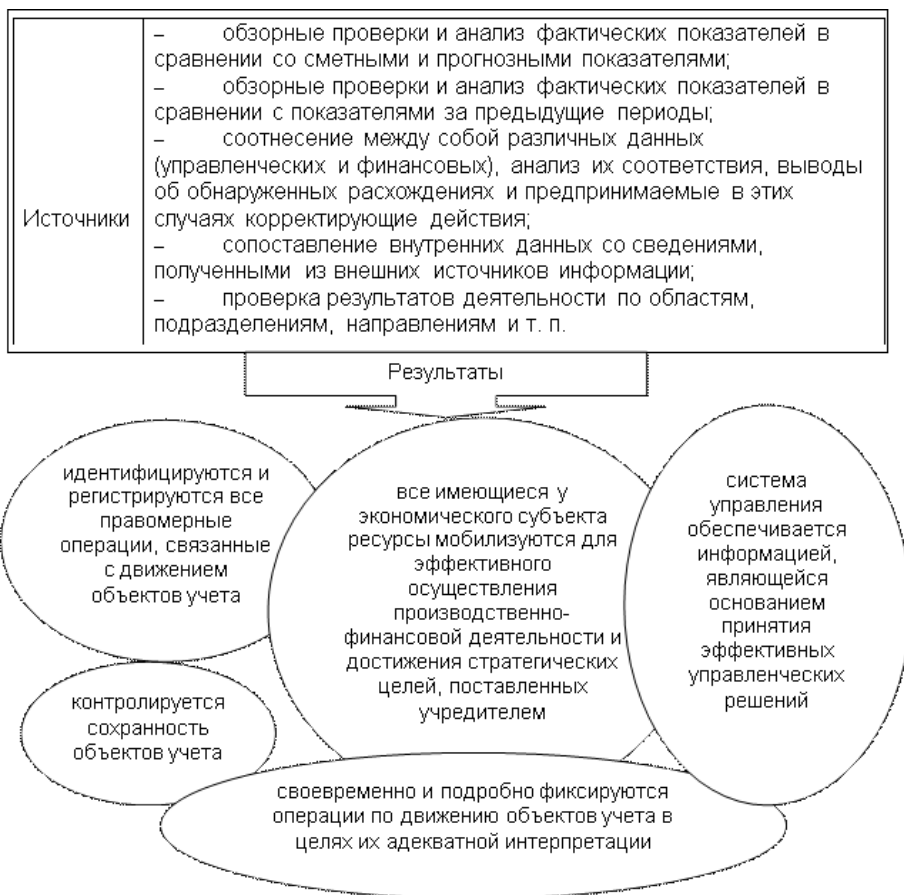 Источники
– обзорные проверки и анализ фактических показателей в
сравнении со сметными и прогнозными показателями;
– обзорные проверки и анализ фактических показателей в
сравнении с показателями за предыдущие периоды;
– соотнесение между собой различных данных
(управленческих и финансовых), анализ их соответствия, выводы
об обнаруженных расхождениях и предпринимаемые в этих
случаях корректирующие действия;
– сопоставление внутренних данных со сведениями,
полученными из внешних источников информации;
– проверка результатов деятельности по областям,
подразделениям, направлениям и т. п.
Результаты
идентифицируются и
регистрируются все
правомерные
операции, связанные
с движением
объектов учета
все имеющиеся у
экономического субъекта
ресурсы мобилизуются для
эффективного
осуществления
производственно-
финансовой деятельности и
достижения стратегических
целей, поставленных
учредителем
система
управления
обеспечивается
информацией,
являющейся
основанием
принятия
эффективных
управленческих
решений
контролируется
сохранность
объектов учета
своевременно и подробно фиксируются
операции по движению объектов учета в
целях их адекватной интерпретации